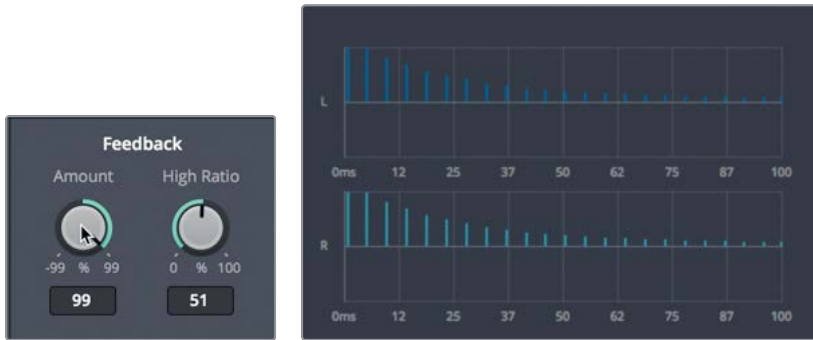 Feedback
Amount High Ratio
-99 % 99 0 % 100
99 51
L
0ms 12 25 37 50 62 75 87 100
R
0ms 12 25 37 50 62 75 87 100